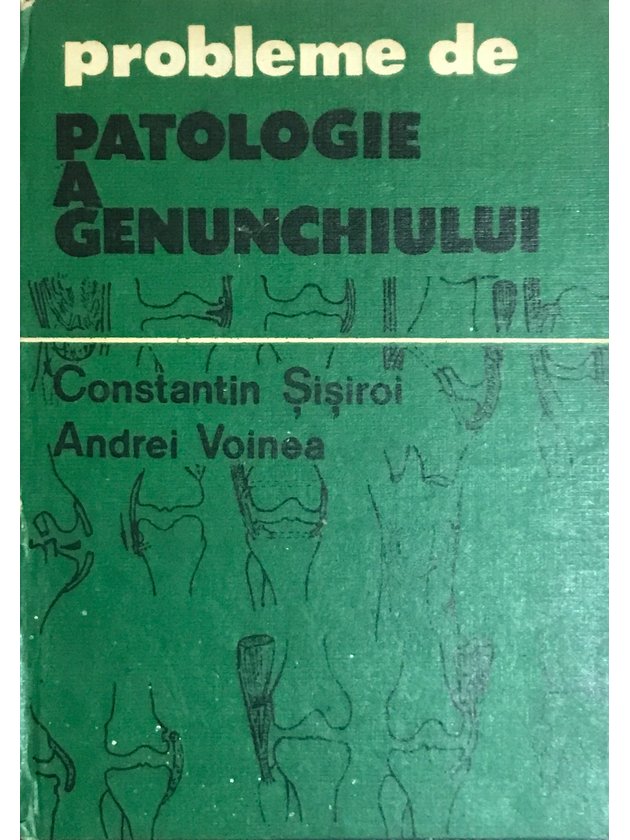 probleme de
PATOLOGIE
A
GENUNCHIULUI
Constantin Șișiroi
Andrei Voinea